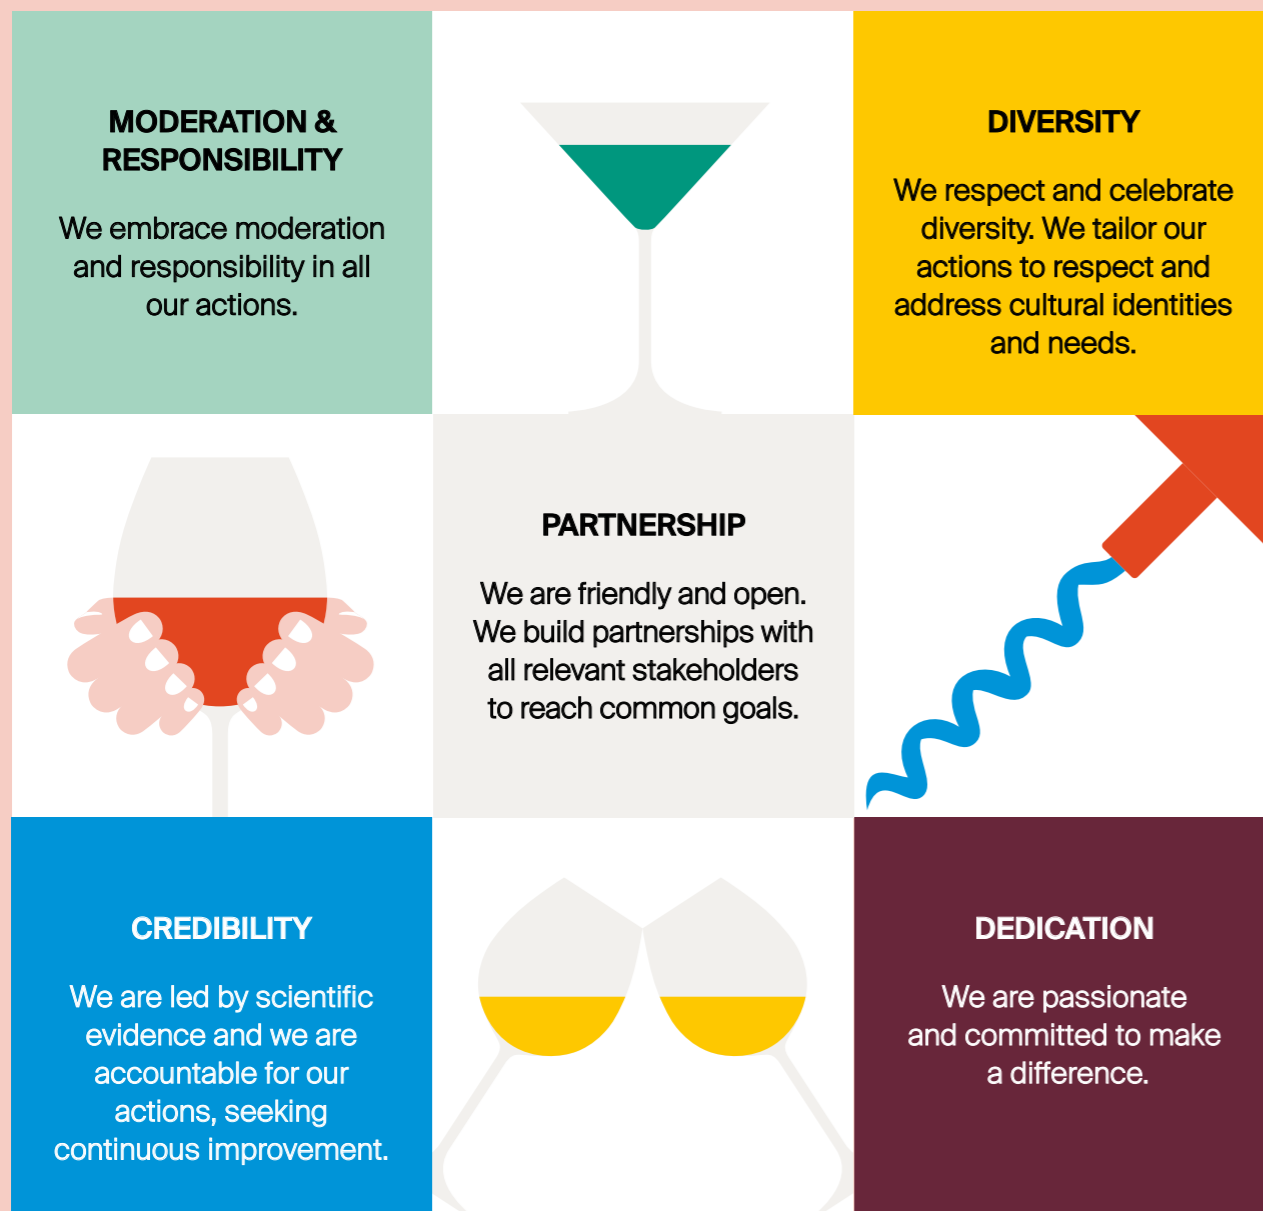 MODERATION &
RESPONSIBILITY
We embrace moderation
and responsibility in all
our actions.
DIVERSITY
We respect and celebrate
diversity. We tailor our
actions to respect and
address cultural identities
and needs.
PARTNERSHIP
We are friendly and open.
We build partnerships with
all relevant stakeholders
to reach common goals.
CREDIBILITY
We are led by scientific
evidence and we are
accountable for our
actions, seeking
continuous improvement.
DEDICATION
We are passionate
and committed to make
a difference.